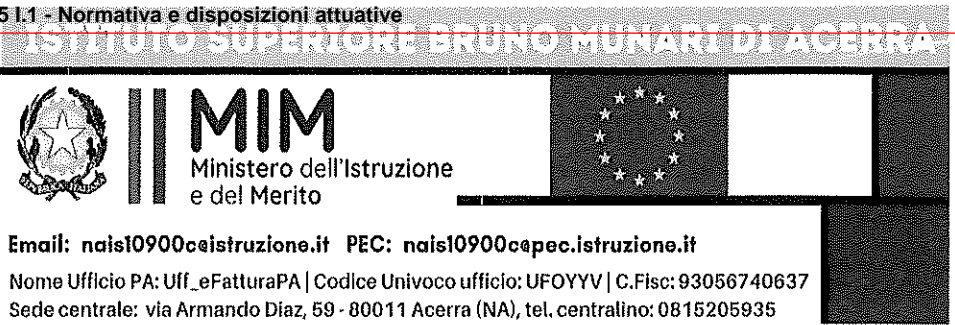 5 I.1 - Normativa e disposizioni attuative
ISTITUTO SUPERIORE BRUNO MUNARI DI ACERRA
MIM
Ministero dell'Istruzione
e del Merito
Email: nais10900c@istruzione.it PEC: nais10900c@pec.istruzione.it
Nome Ufficio PA: Uff_eFatturaPA | Codice Univoco ufficio: UFOYYV | C.Fisc: 93056740637
Sede centrale: via Armando Diaz, 59 - 80011 Acerra (NA), tel. centralino: 0815205935